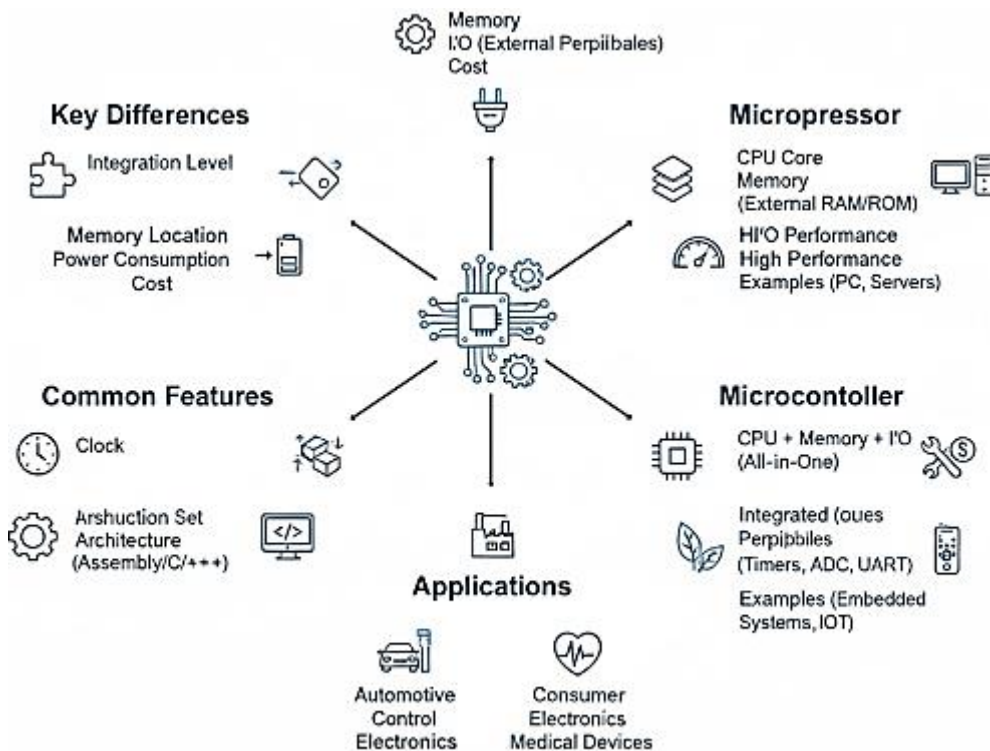 Memory
I'O (External Perpiibales)
Cost
Key Differences
Integration Level
Memory Location
Power Consumption
Cost
Micropressor
CPU Core
Memory
(External RAM/ROM)
HI'O Performance
High Performance
Examples (PC, Servers)
Common Features
Clock
Arshuction Set
Architecture
(Assembly/C/+++)
</>
Microcontoller
CPU + Memory + I'O
(All-in-One)
S
Integrated (oues
Perpibbiles
(Timers, ADC, UART)
Examples (Embedded
Systems, IOT)
Applications
Automotive
Control
Electronics
Consumer
Electronics
Medical Devices